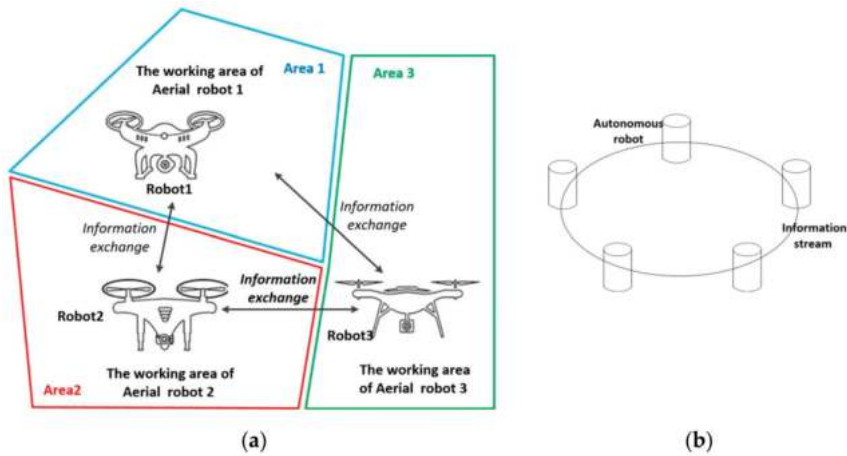 The working area of
Aerial robot 1
Area 1
Robot1
Area 3
Information
exchange
Information
exchange
Information
exchange
Robot2
Robot3
The working area of
Aerial robot 2
Area2
The working area
of Aerial robot 3
(a)
Autonomous
robot
Information
stream
(b)